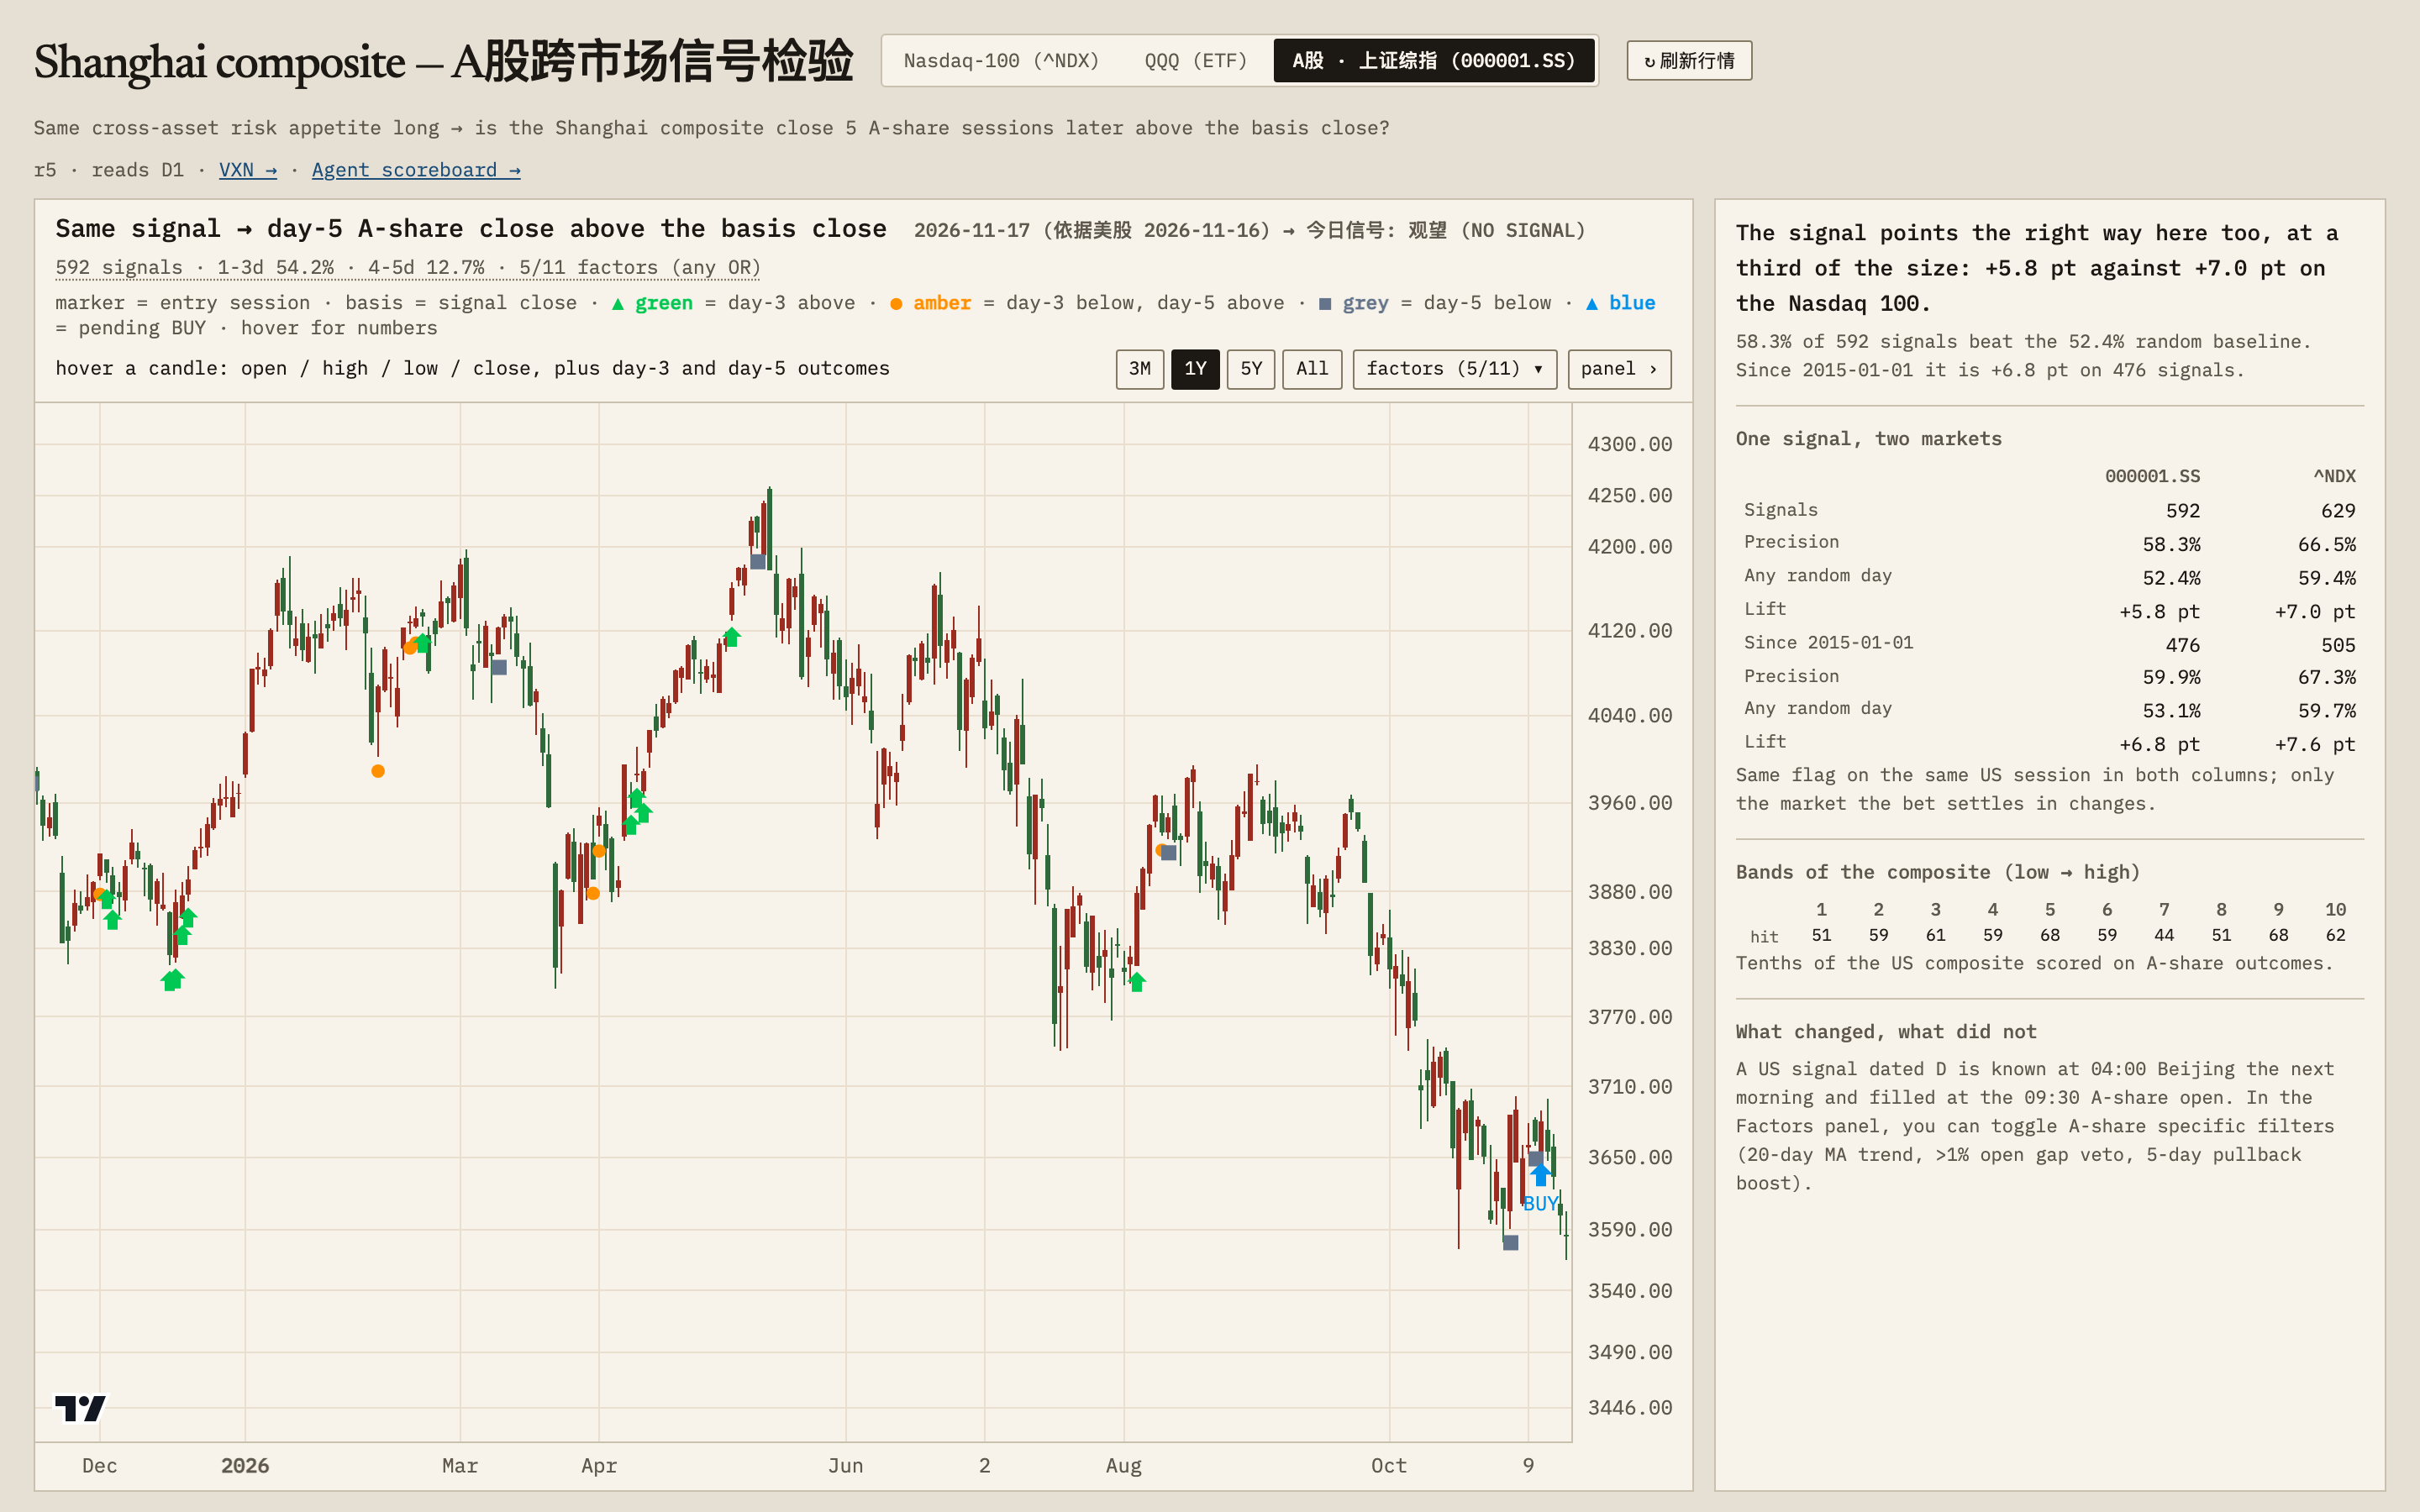 Shanghai composite — A股跨市场信号检验
Nasdaq-100 (^NDX) QQQ (ETF) A股 · 上证综指 (000001.SS) ↻ 刷新行情
Same cross-asset risk appetite long → is the Shanghai composite close 5 A-share sessions later above the basis close?
r5 · reads D1 · VXN → · Agent scoreboard →
Same signal → day-5 A-share close above the basis close 2026-11-17 (依据美股 2026-11-16) → 今日信号: 观望 (NO SIGNAL)
592 signals · 1-3d 54.2% · 4-5d 12.7% · 5/11 factors (any OR)
marker = entry session · basis = signal close · ▲ green = day-3 above · ● amber = day-3 below, day-5 above · ■ grey = day-5 below · ▲ blue
= pending BUY · hover for numbers
hover a candle: open / high / low / close, plus day-3 and day-5 outcomes
3M 1Y 5Y All factors (5/11) ▾ panel ›
4300.00
4250.00
4200.00
4120.00
4040.00
3960.00
3880.00
3830.00
3770.00
3710.00
3650.00
3590.00
3540.00
3490.00
3446.00
BUY
Dec 2026 Mar Apr Jun 2 Aug Oct 9
The signal points the right way here too, at a
third of the size: +5.8 pt against +7.0 pt on
the Nasdaq 100.
58.3% of 592 signals beat the 52.4% random baseline.
Since 2015-01-01 it is +6.8 pt on 476 signals.
One signal, two markets
000001.SS ^NDX
Signals 592 629
Precision 58.3% 66.5%
Any random day 52.4% 59.4%
Lift +5.8 pt +7.0 pt
Since 2015-01-01 476 505
Precision 59.9% 67.3%
Any random day 53.1% 59.7%
Lift +6.8 pt +7.6 pt
Same flag on the same US session in both columns; only
the market the bet settles in changes.
Bands of the composite (low → high)
1 2 3 4 5 6 7 8 9 10
hit 51 59 61 59 68 59 44 51 68 62
Tenths of the US composite scored on A-share outcomes.
What changed, what did not
A US signal dated D is known at 04:00 Beijing the next
morning and filled at the 09:30 A-share open. In the
Factors panel, you can toggle A-share specific filters
(20-day MA trend, >1% open gap veto, 5-day pullback
boost).